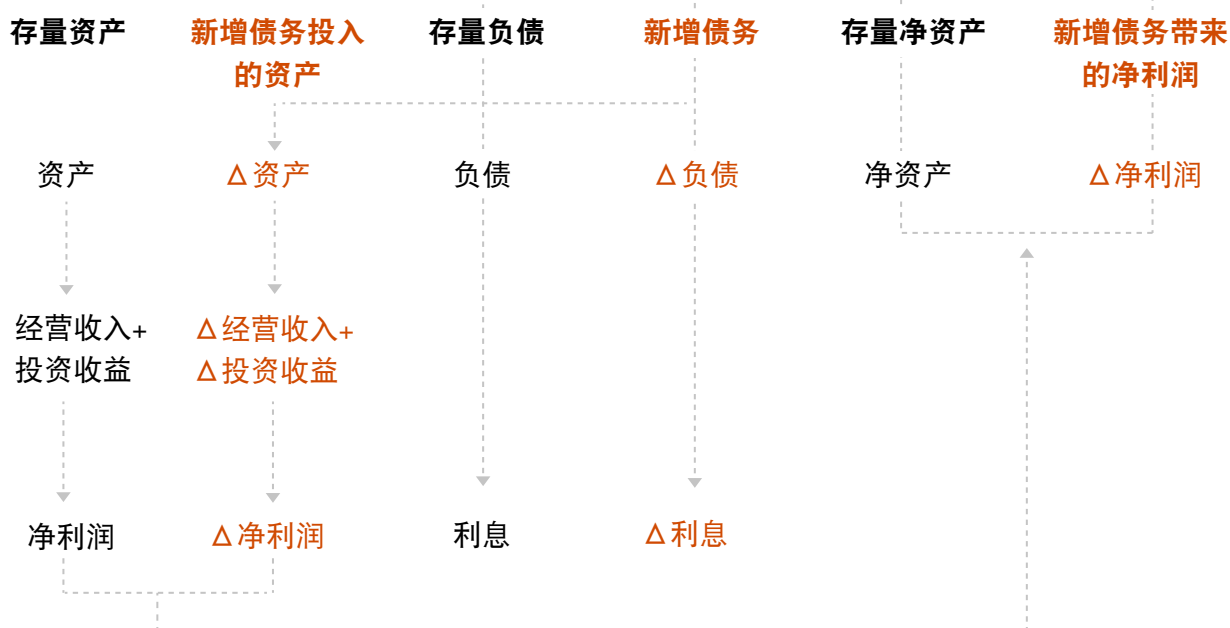 存量资产
新增债务投入
的资产
存量负债
新增债务
存量净资产
新增债务带来
的净利润
资产
Δ资产
负债
Δ负债
净资产
Δ净利润
经营收入+
投资收益
Δ经营收入+
Δ投资收益
净利润
Δ净利润
利息
Δ利息